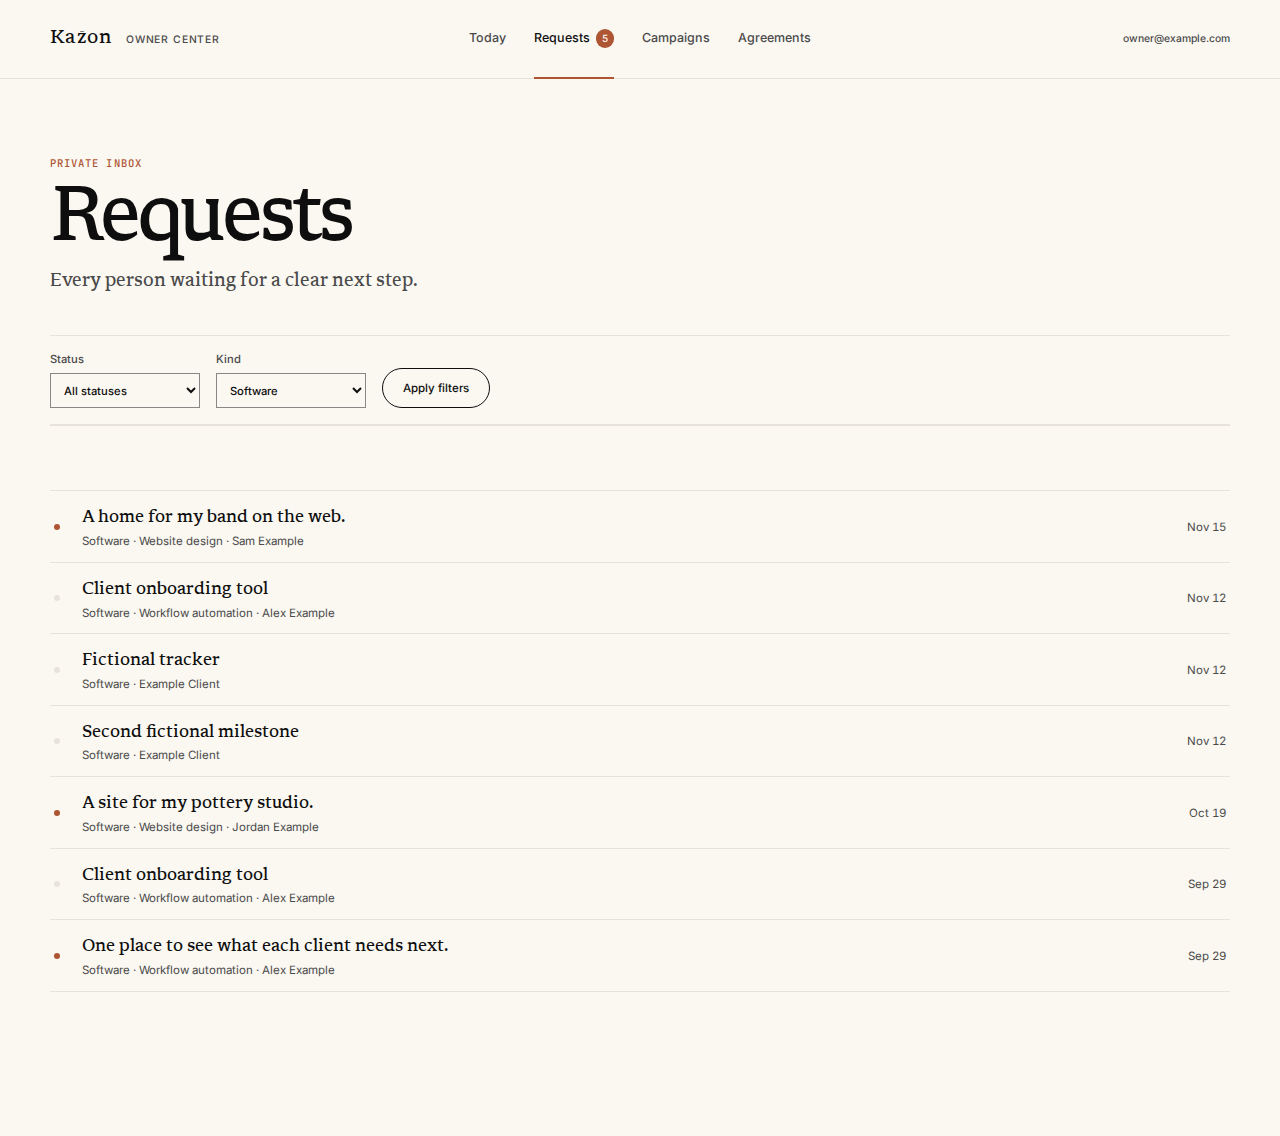 Kažon OWNER CENTER
Today
Requests 5
Campaigns
Agreements
owner@example.com
PRIVATE INBOX
Requests
Every person waiting for a clear next step.
Status
All statuses
Kind
Software
Apply filters
A home for my band on the web.
Software · Website design · Sam Example
Nov 15
Client onboarding tool
Software · Workflow automation · Alex Example
Nov 12
Fictional tracker
Software · Example Client
Nov 12
Second fictional milestone
Software · Example Client
Nov 12
A site for my pottery studio.
Software · Website design · Jordan Example
Oct 19
Client onboarding tool
Software · Workflow automation · Alex Example
Sep 29
One place to see what each client needs next.
Software · Workflow automation · Alex Example
Sep 29